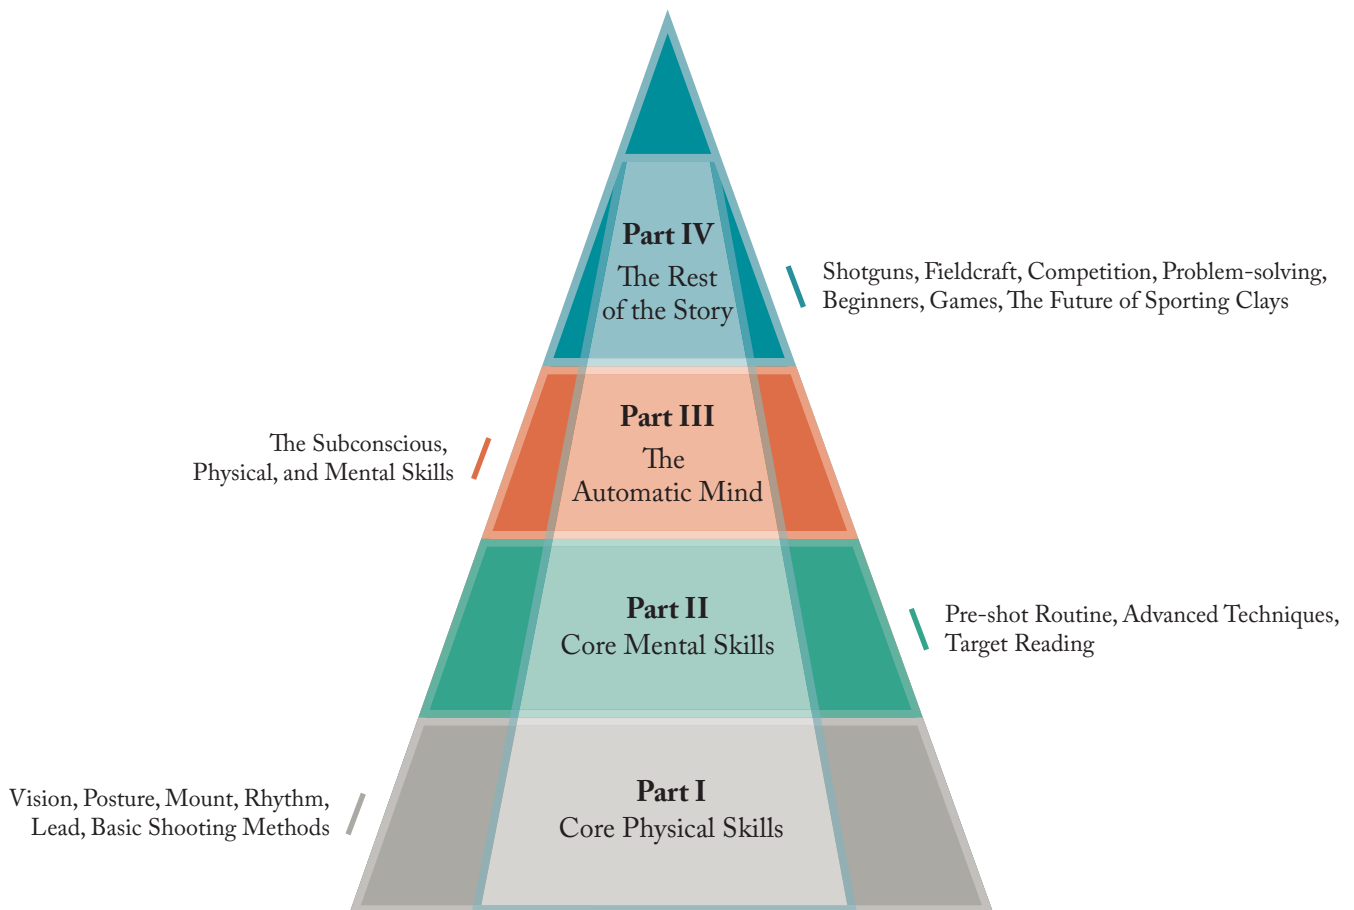 Part IV
The Rest
of the Story
Shotguns, Fieldcraft, Competition, Problem-solving,
Beginners, Games, The Future of Sporting Clays
Part III
The
Automatic Mind
The Subconscious,
Physical, and Mental Skills
Part II
Core Mental Skills
Pre-shot Routine, Advanced Techniques,
Target Reading
Part I
Core Physical Skills
Vision, Posture, Mount, Rhythm,
Lead, Basic Shooting Methods